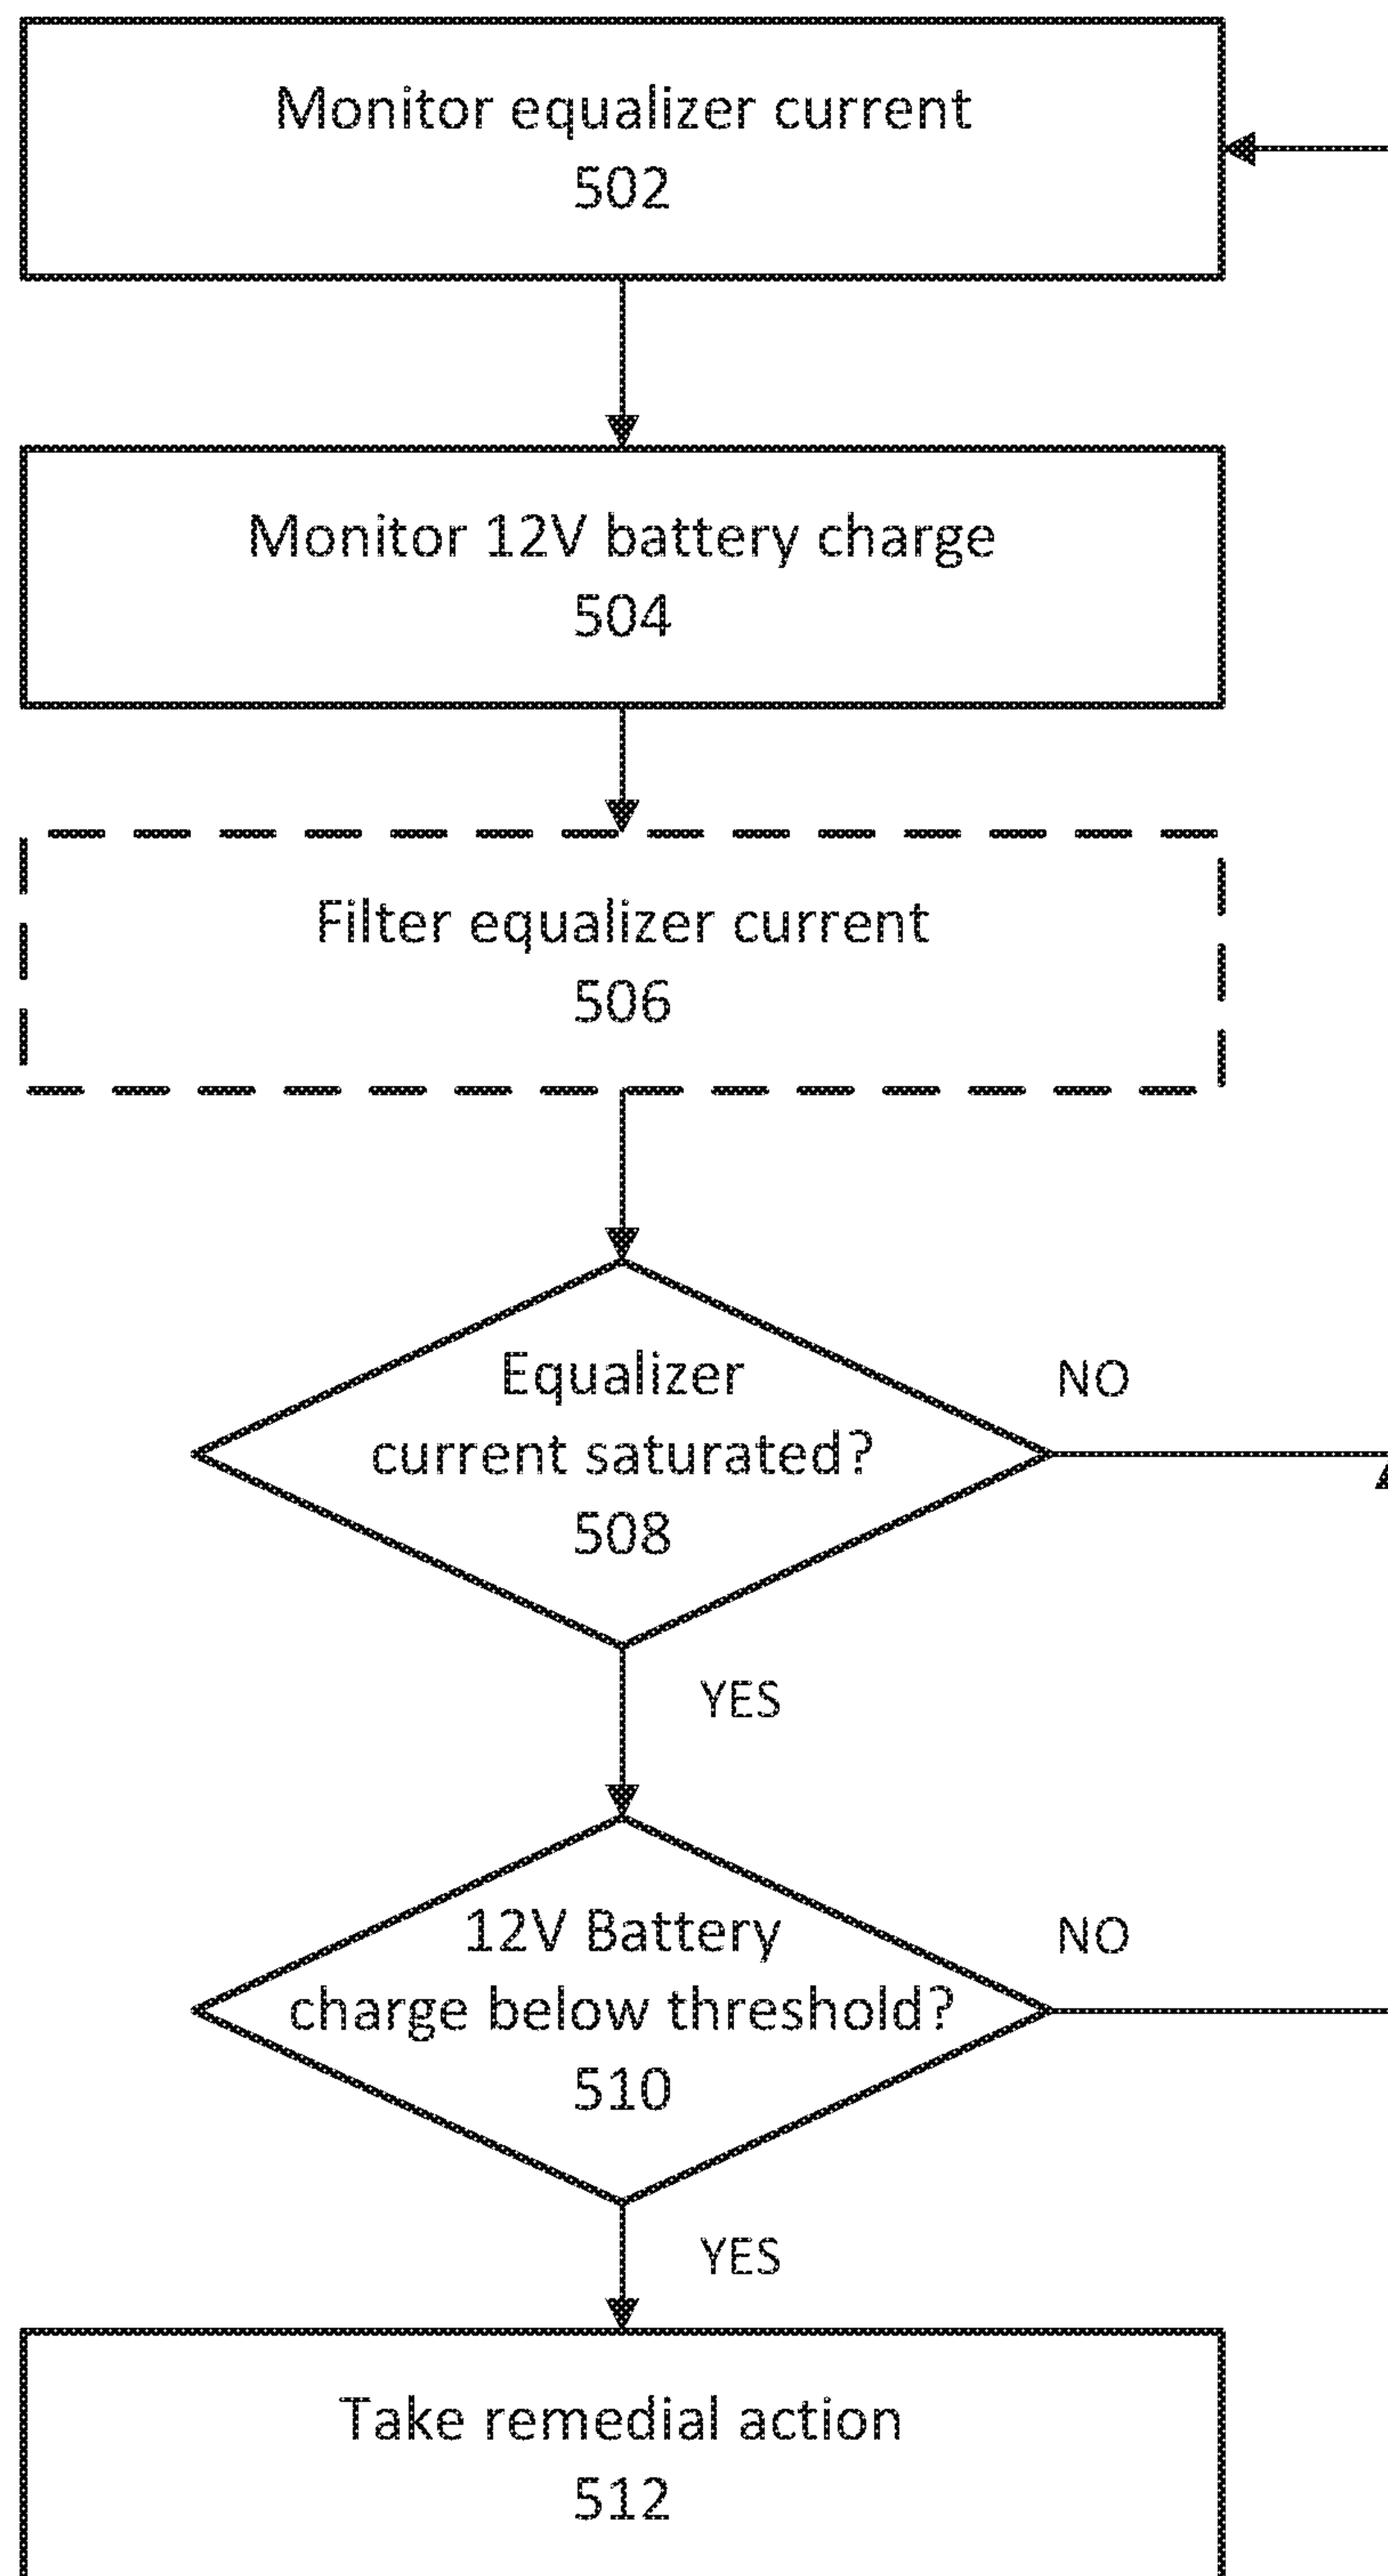 Monitor equalizer current
502
Monitor 12V battery charge
504
Filter equalizer current
506
Equalizer
current saturated?
508
NO
YES
12V Battery
charge below threshold?
510
NO
YES
Take remedial action
512